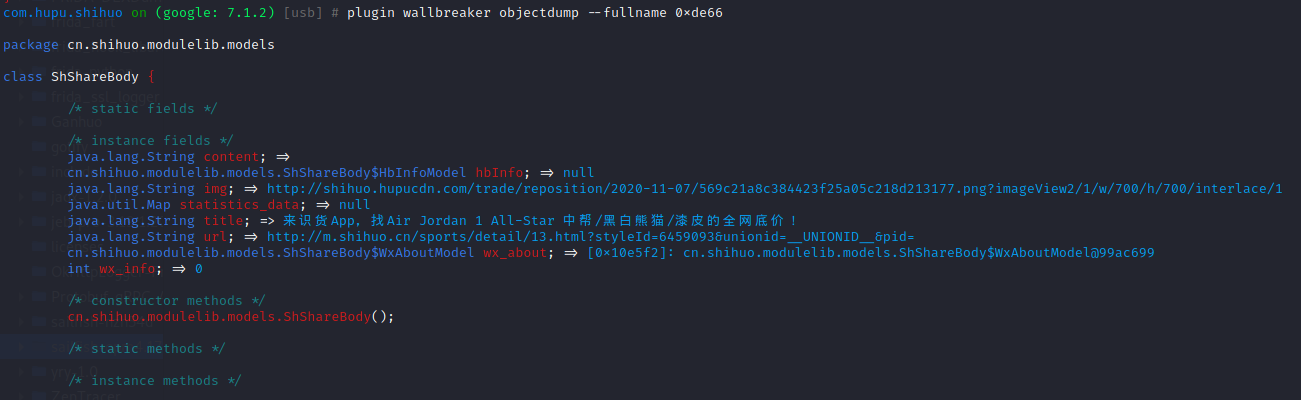 com.hupu.shihuo on (google: 7.1.2) [usb] # plugin wallbreaker objectdump --fullname 0xde66
package cn.shihuo.modulelib.models
class ShShareBody {
/* static fields */
/* instance fields */
java.lang.String content; =>
cn.shihuo.modulelib.models.ShShareBody$HbInfoModel hbInfo; => null
java.lang.String img; => http://shihuo.hupucdn.com/trade/reposition/2020-11-07/569c21a8c384423f25a05c218d213177.png?imageView2/1/w/700/h/700/interlace/1
java.util.Map statistics_data; => null
java.lang.String title; => 来识货App，找Air Jordan 1 All-Star 中帮/黑白熊猫/漆皮的全网底价！
java.lang.String url; => http://m.shihuo.cn/sports/detail/13.html?styleId=6459093&unionid=__UNIONID__&pid=
cn.shihuo.modulelib.models.ShShareBody$WxAboutModel wx_about; => [0x10e5f2]: cn.shihuo.modulelib.models.ShShareBody$WxAboutModel@99ac699
int wx_info; => 0
/* constructor methods */
cn.shihuo.modulelib.models.ShShareBody();
/* static methods */
/* instance methods */